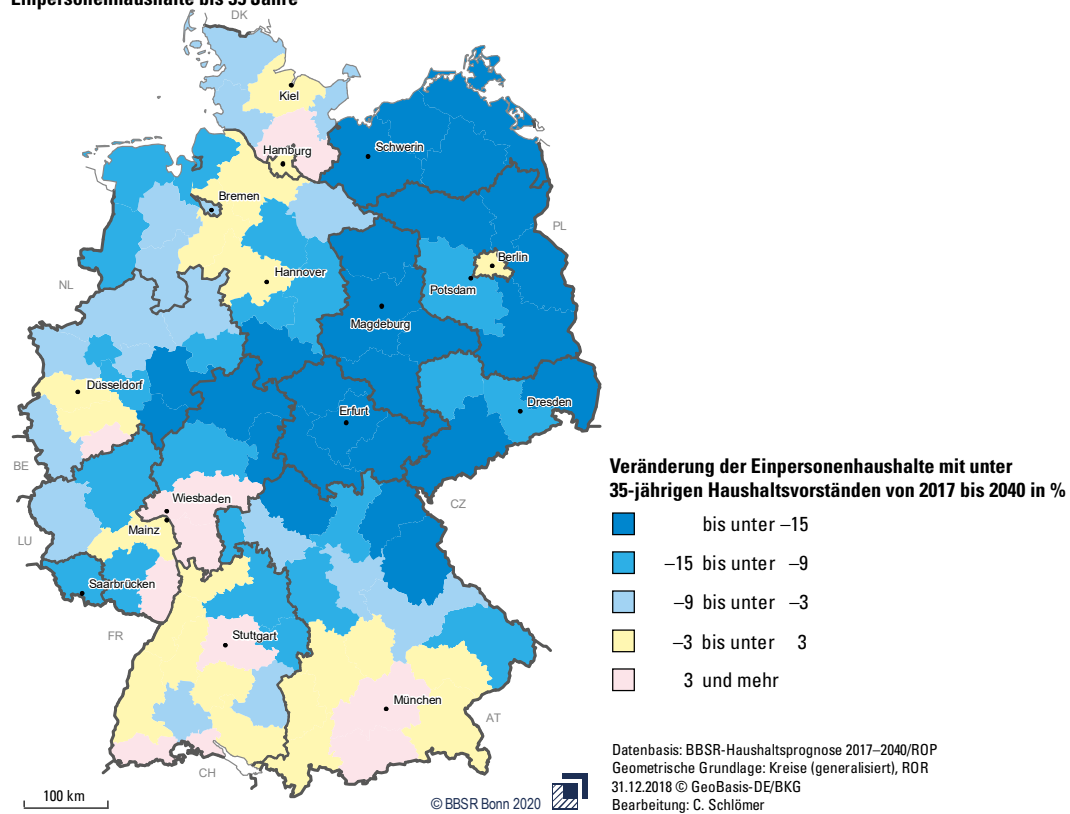 Einpersonenhaushalte bis 35 Jahre
DK
Kiel
Hamburg
Schwerin
Bremen
PL
Berlin
Hannover
NL
Potsdam
Magdeburg
Düsseldorf
Erfurt
Dresden
BE
Wiesbaden
CZ
Mainz
LU
Saarbrücken
FR
Stuttgart
München
AT
CH
100 km
© BBSR Bonn 2020
Veränderung der Einpersonenhaushalte mit unter
35-jährigen Haushaltsvorständen von 2017 bis 2040 in %
bis unter –15
–15 bis unter –9
–9 bis unter –3
–3 bis unter 3
3 und mehr
Datenbasis: BBSR-Haushaltsprognose 2017–2040/ROP
Geometrische Grundlage: Kreise (generalisiert), ROR
31.12.2018 © GeoBasis-DE/BKG
Bearbeitung: C. Schlömer